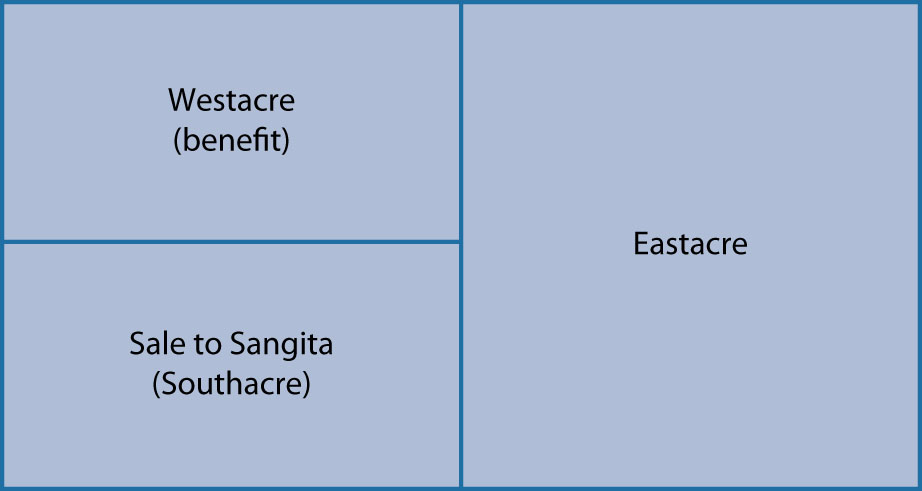 Westacre
(benefit)
Eastacre
Sale to Sangita
(Southacre)